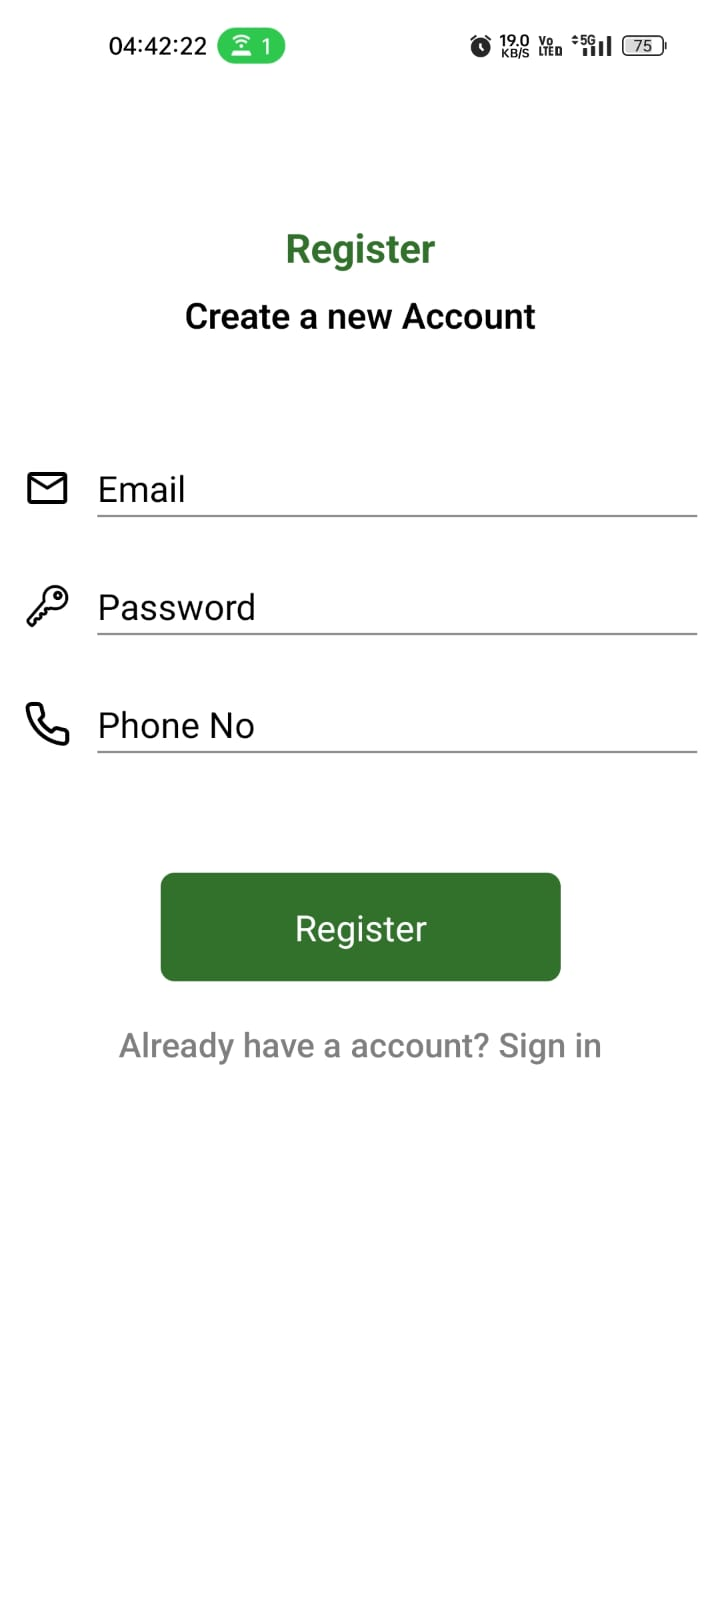 04:42:22 1 19.0 KB/S Vo LTE 5G 75
Register
Create a new Account
Email
Password
Phone No
Register
Already have a account? Sign in